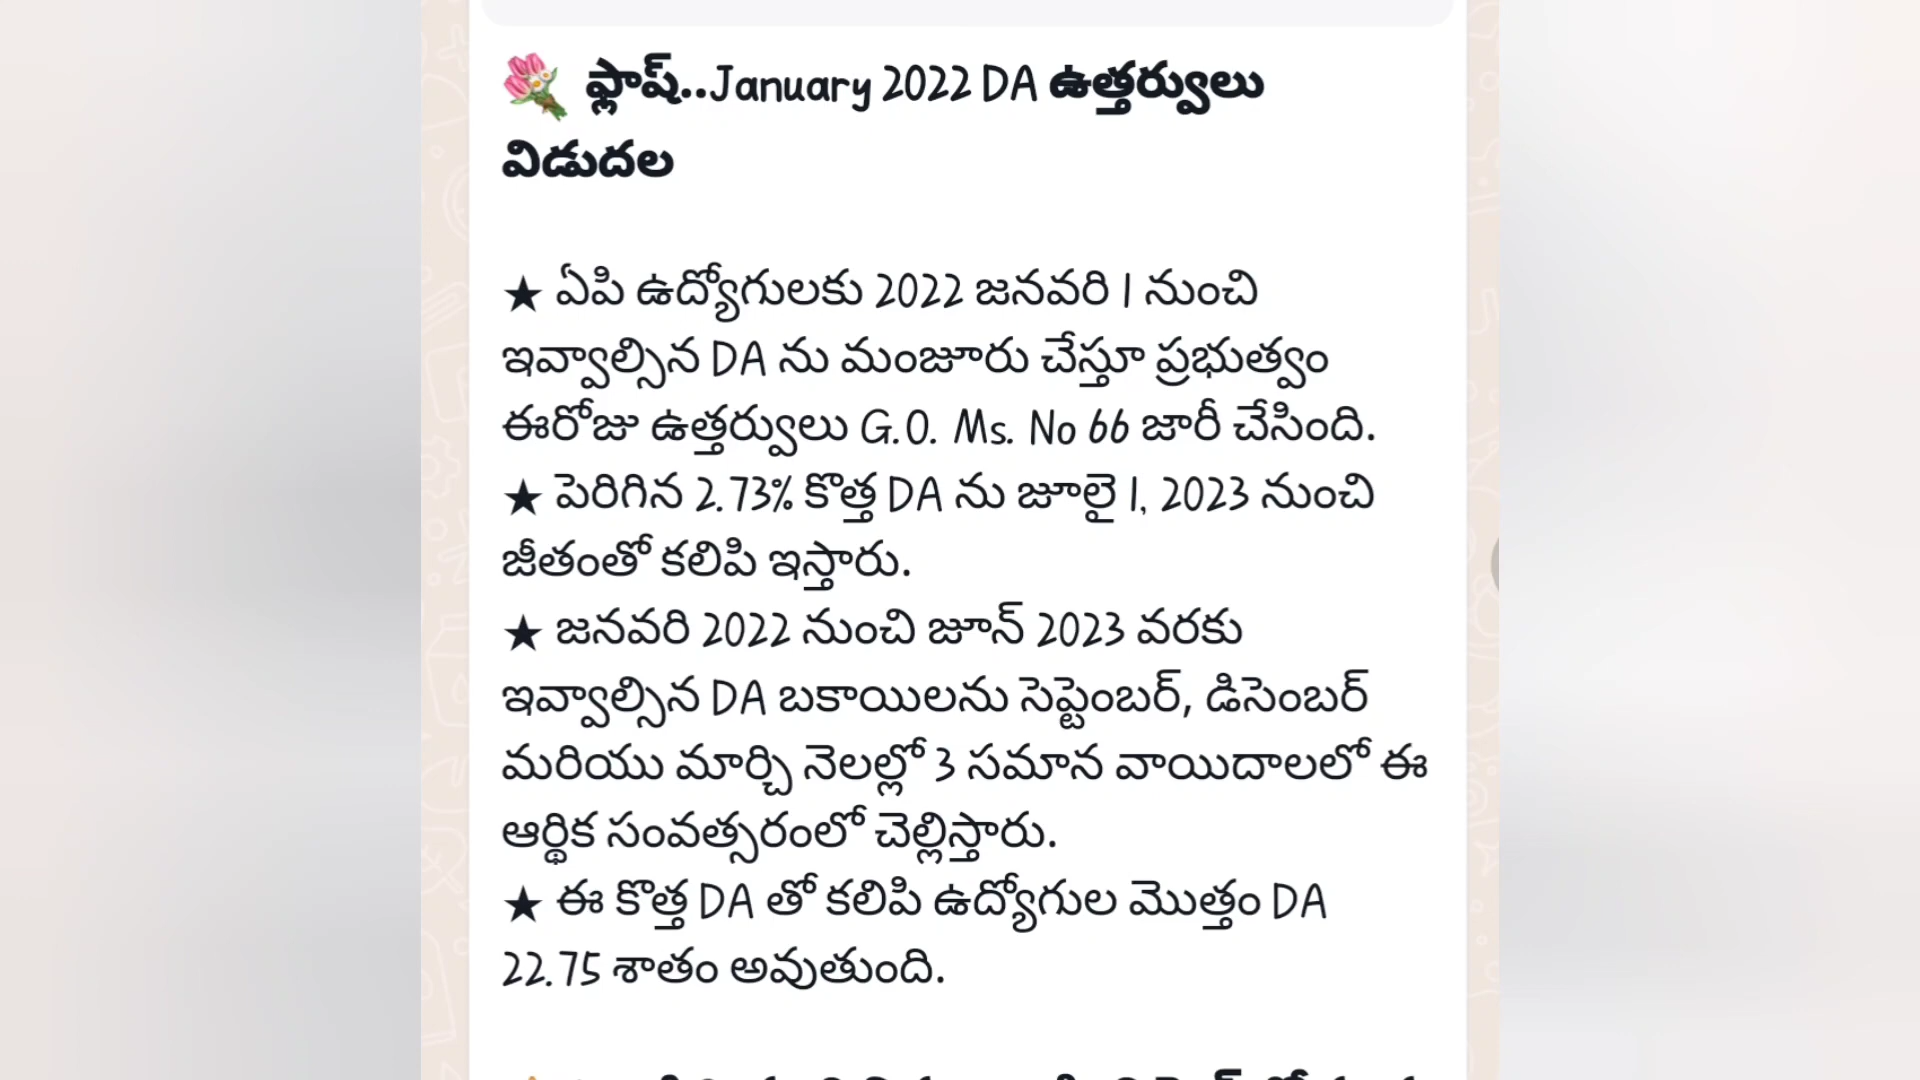 💐 ఫ్లాష్..January 2022 DA ఉత్తర్వులు
విడుదల
★ ఏపి ఉద్యోగులకు 2022 జనవరి 1 నుంచి
ఇవ్వాల్సిన DA ను మంజూరు చేస్తూ ప్రభుత్వం
ఈరోజు ఉత్తర్వులు G.O. Ms. No 66 జారీ చేసింది.
★ పెరిగిన 2.73% కొత్త DA ను జూలై 1, 2023 నుంచి
జీతంతో కలిపి ఇస్తారు.
★ జనవరి 2022 నుంచి జూన్ 2023 వరకు
ఇవ్వాల్సిన DA బకాయిలను సెప్టెంబర్, డిసెంబర్
మరియు మార్చి నెలల్లో 3 సమాన వాయిదాలలో ఈ
ఆర్థిక సంవత్సరంలో చెల్లిస్తారు.
★ ఈ కొత్త DA తో కలిపి ఉద్యోగుల మొత్తం DA
22.75 శాతం అవుతుంది.